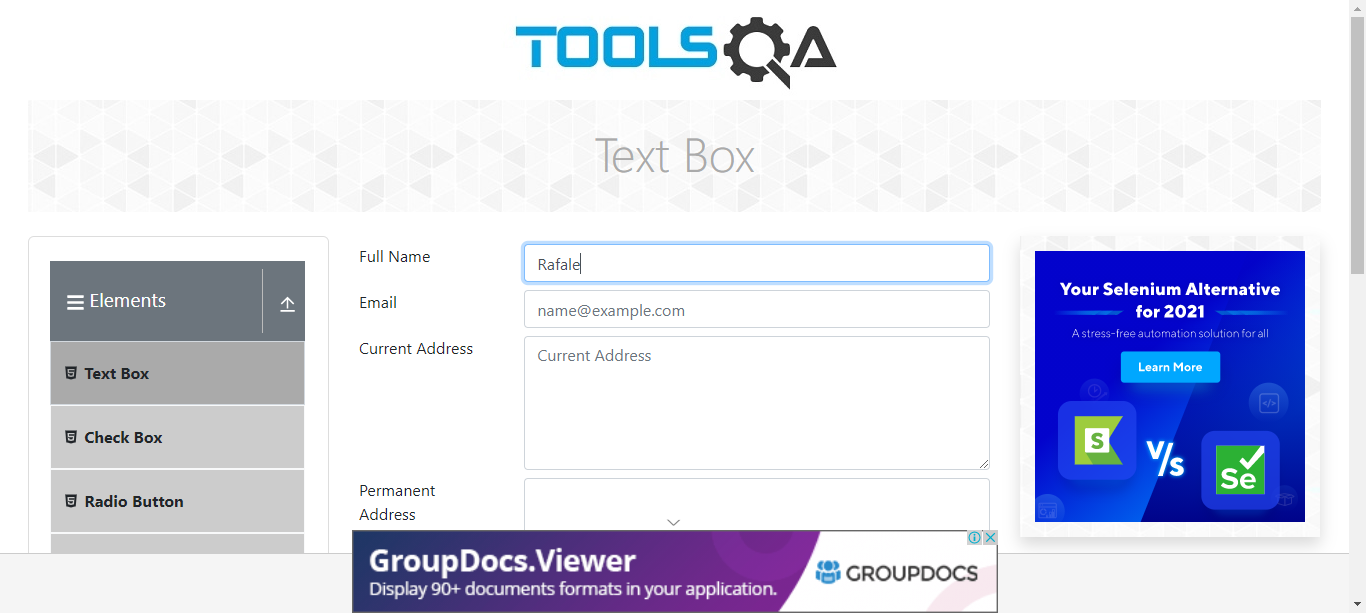 TOOLSQA
Text Box
Elements
Text Box
Check Box
Radio Button
Full Name
Rafale
Email
name@example.com
Current Address
Current Address
Permanent
Address
Your Selenium Alternative
for 2021
A stress-free automation solution for all
Learn More
S
V/s
Se
GroupDocs.Viewer
Display 90+ documents formats in your application.
GROUPDOCS